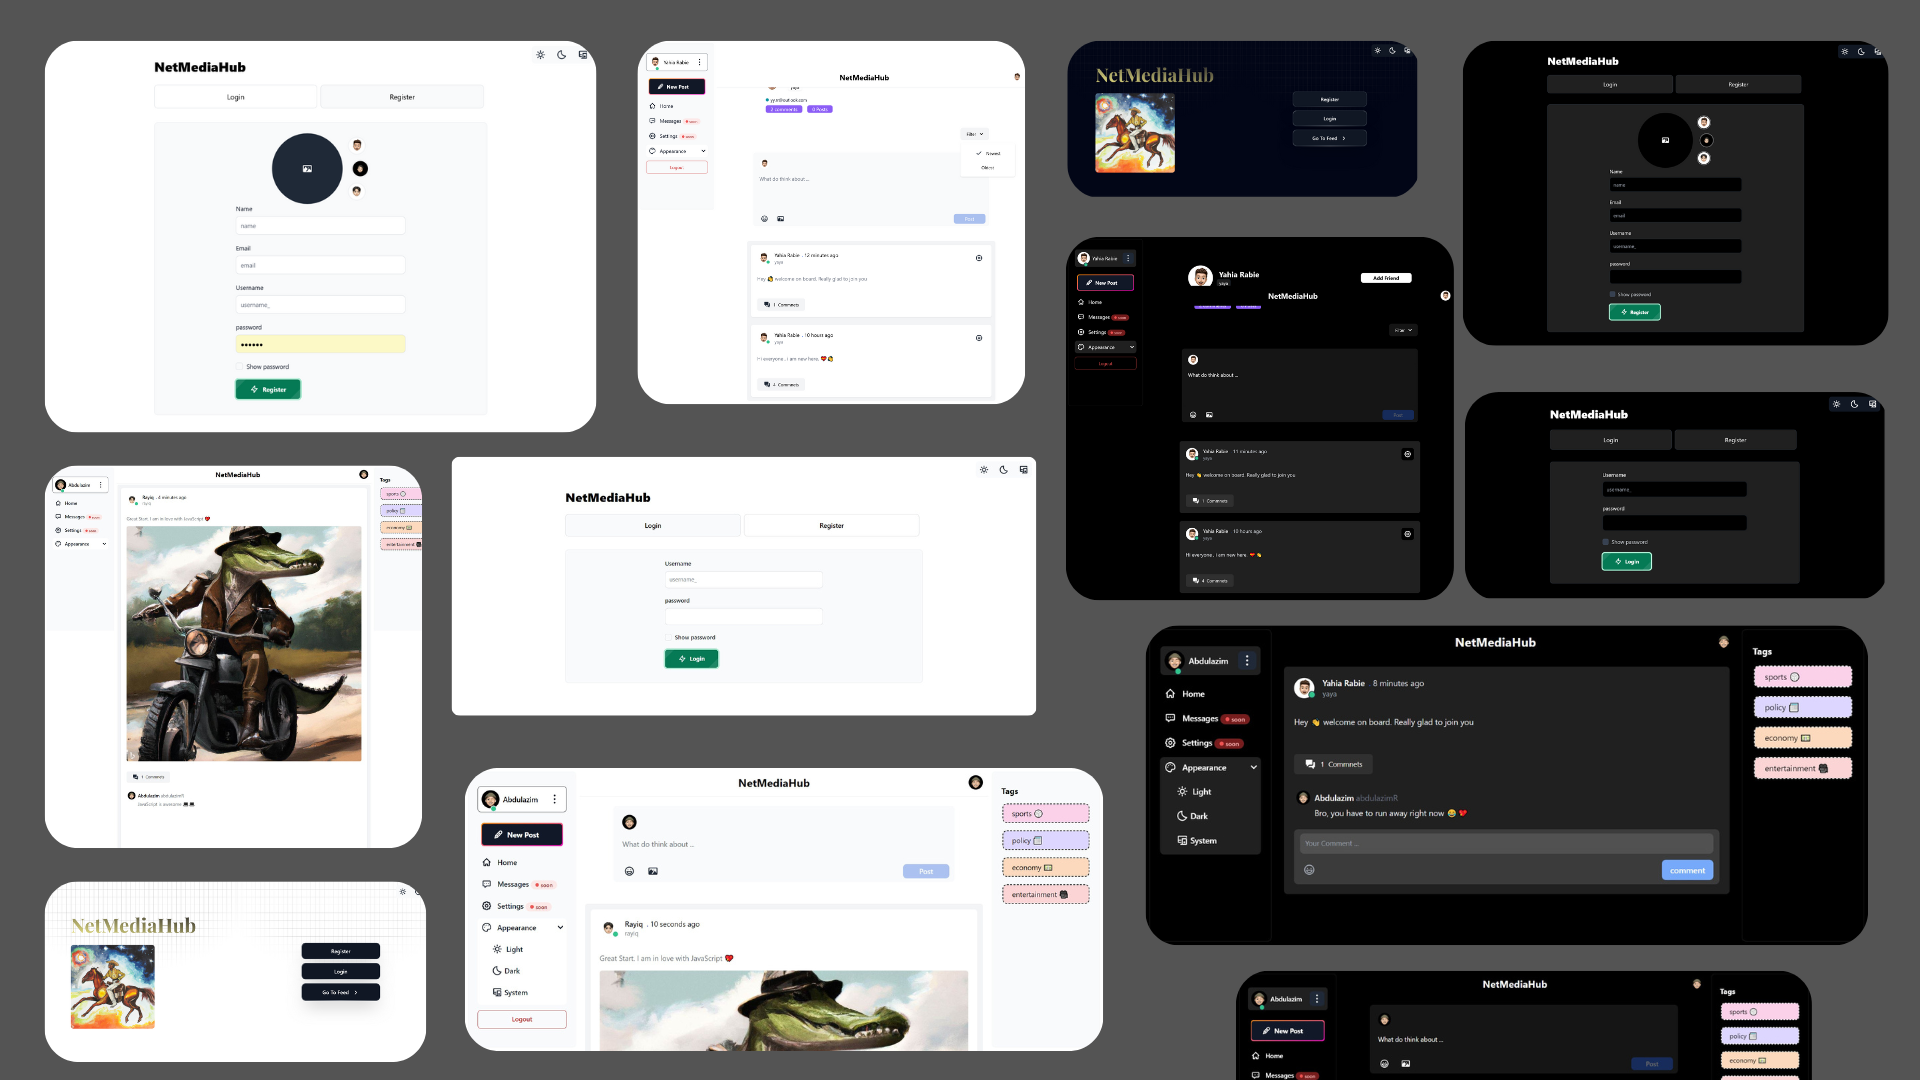 NetMediaHub
Login
Register
Name
name
Email
email
Username
username_
password
••••••
Show password
Register
Yahia Rabie
New Post
Home
Messages
soon
Settings
soon
Appearance
Logout
NetMediaHub
yaya
yyrr@outlook.com
2 comments
0 Posts
Filter
Newest
Oldest
What do think about ...
Post
Yahia Rabie . 12 minutes ago
yaya
Hey 👋 welcome on board. Really glad to join you
1 Commnets
Yahia Rabie . 10 hours ago
yaya
Hi everyone , i am new here.
4 Commnets
NetMediaHub
Register
Login
Go To Feed
NetMediaHub
Login
Register
Name
name
Email
email
Username
username_
password
Show password
Register
Yahia Rabie
New Post
Home
Messages
soon
Settings
soon
Appearance
Logout
Yahia Rabie
yaya
Add Friend
NetMediaHub
Filter
What do think about ...
Post
Yahia Rabie . 11 minutes ago
yaya
Hey 👋 welcome on board. Really glad to join you
1 Commnets
Yahia Rabie . 10 hours ago
yaya
Hi everyone , i am new here.
4 Commnets
NetMediaHub
Login
Register
Username
username_
password
Show password
Login
Abdulazim
Home
Messages
soon
Settings
soon
Appearance
NetMediaHub
Rayiq . 4 minutes ago
rayiq
Great Start. I am in love with JavaScript
1 Commnets
Abdulazim abdulazimR
JavaScript is awesome
Tags
sports
policy
economy
entertainment
NetMediaHub
Login
Register
Username
username_
password
Show password
Login
Abdulazim
Home
Messages
soon
Settings
soon
Appearance
Light
Dark
System
NetMediaHub
Yahia Rabie . 8 minutes ago
yaya
Hey 👋 welcome on board. Really glad to join you
1 Commnets
Abdulazim abdulazimR
Bro, you have to run away right now 😂 💔
Your Comment ...
comment
Tags
sports
policy
economy
entertainment
NetMediaHub
Register
Login
Go To Feed
Abdulazim
New Post
Home
Messages
soon
Settings
soon
Appearance
Light
Dark
System
Logout
NetMediaHub
What do think about ...
Post
Rayiq . 10 seconds ago
rayiq
Great Start. I am in love with JavaScript
Tags
sports
policy
economy
entertainment
Abdulazim
New Post
Home
Messages
soon
NetMediaHub
What do think about ...
Post
Tags
sports
policy
economy